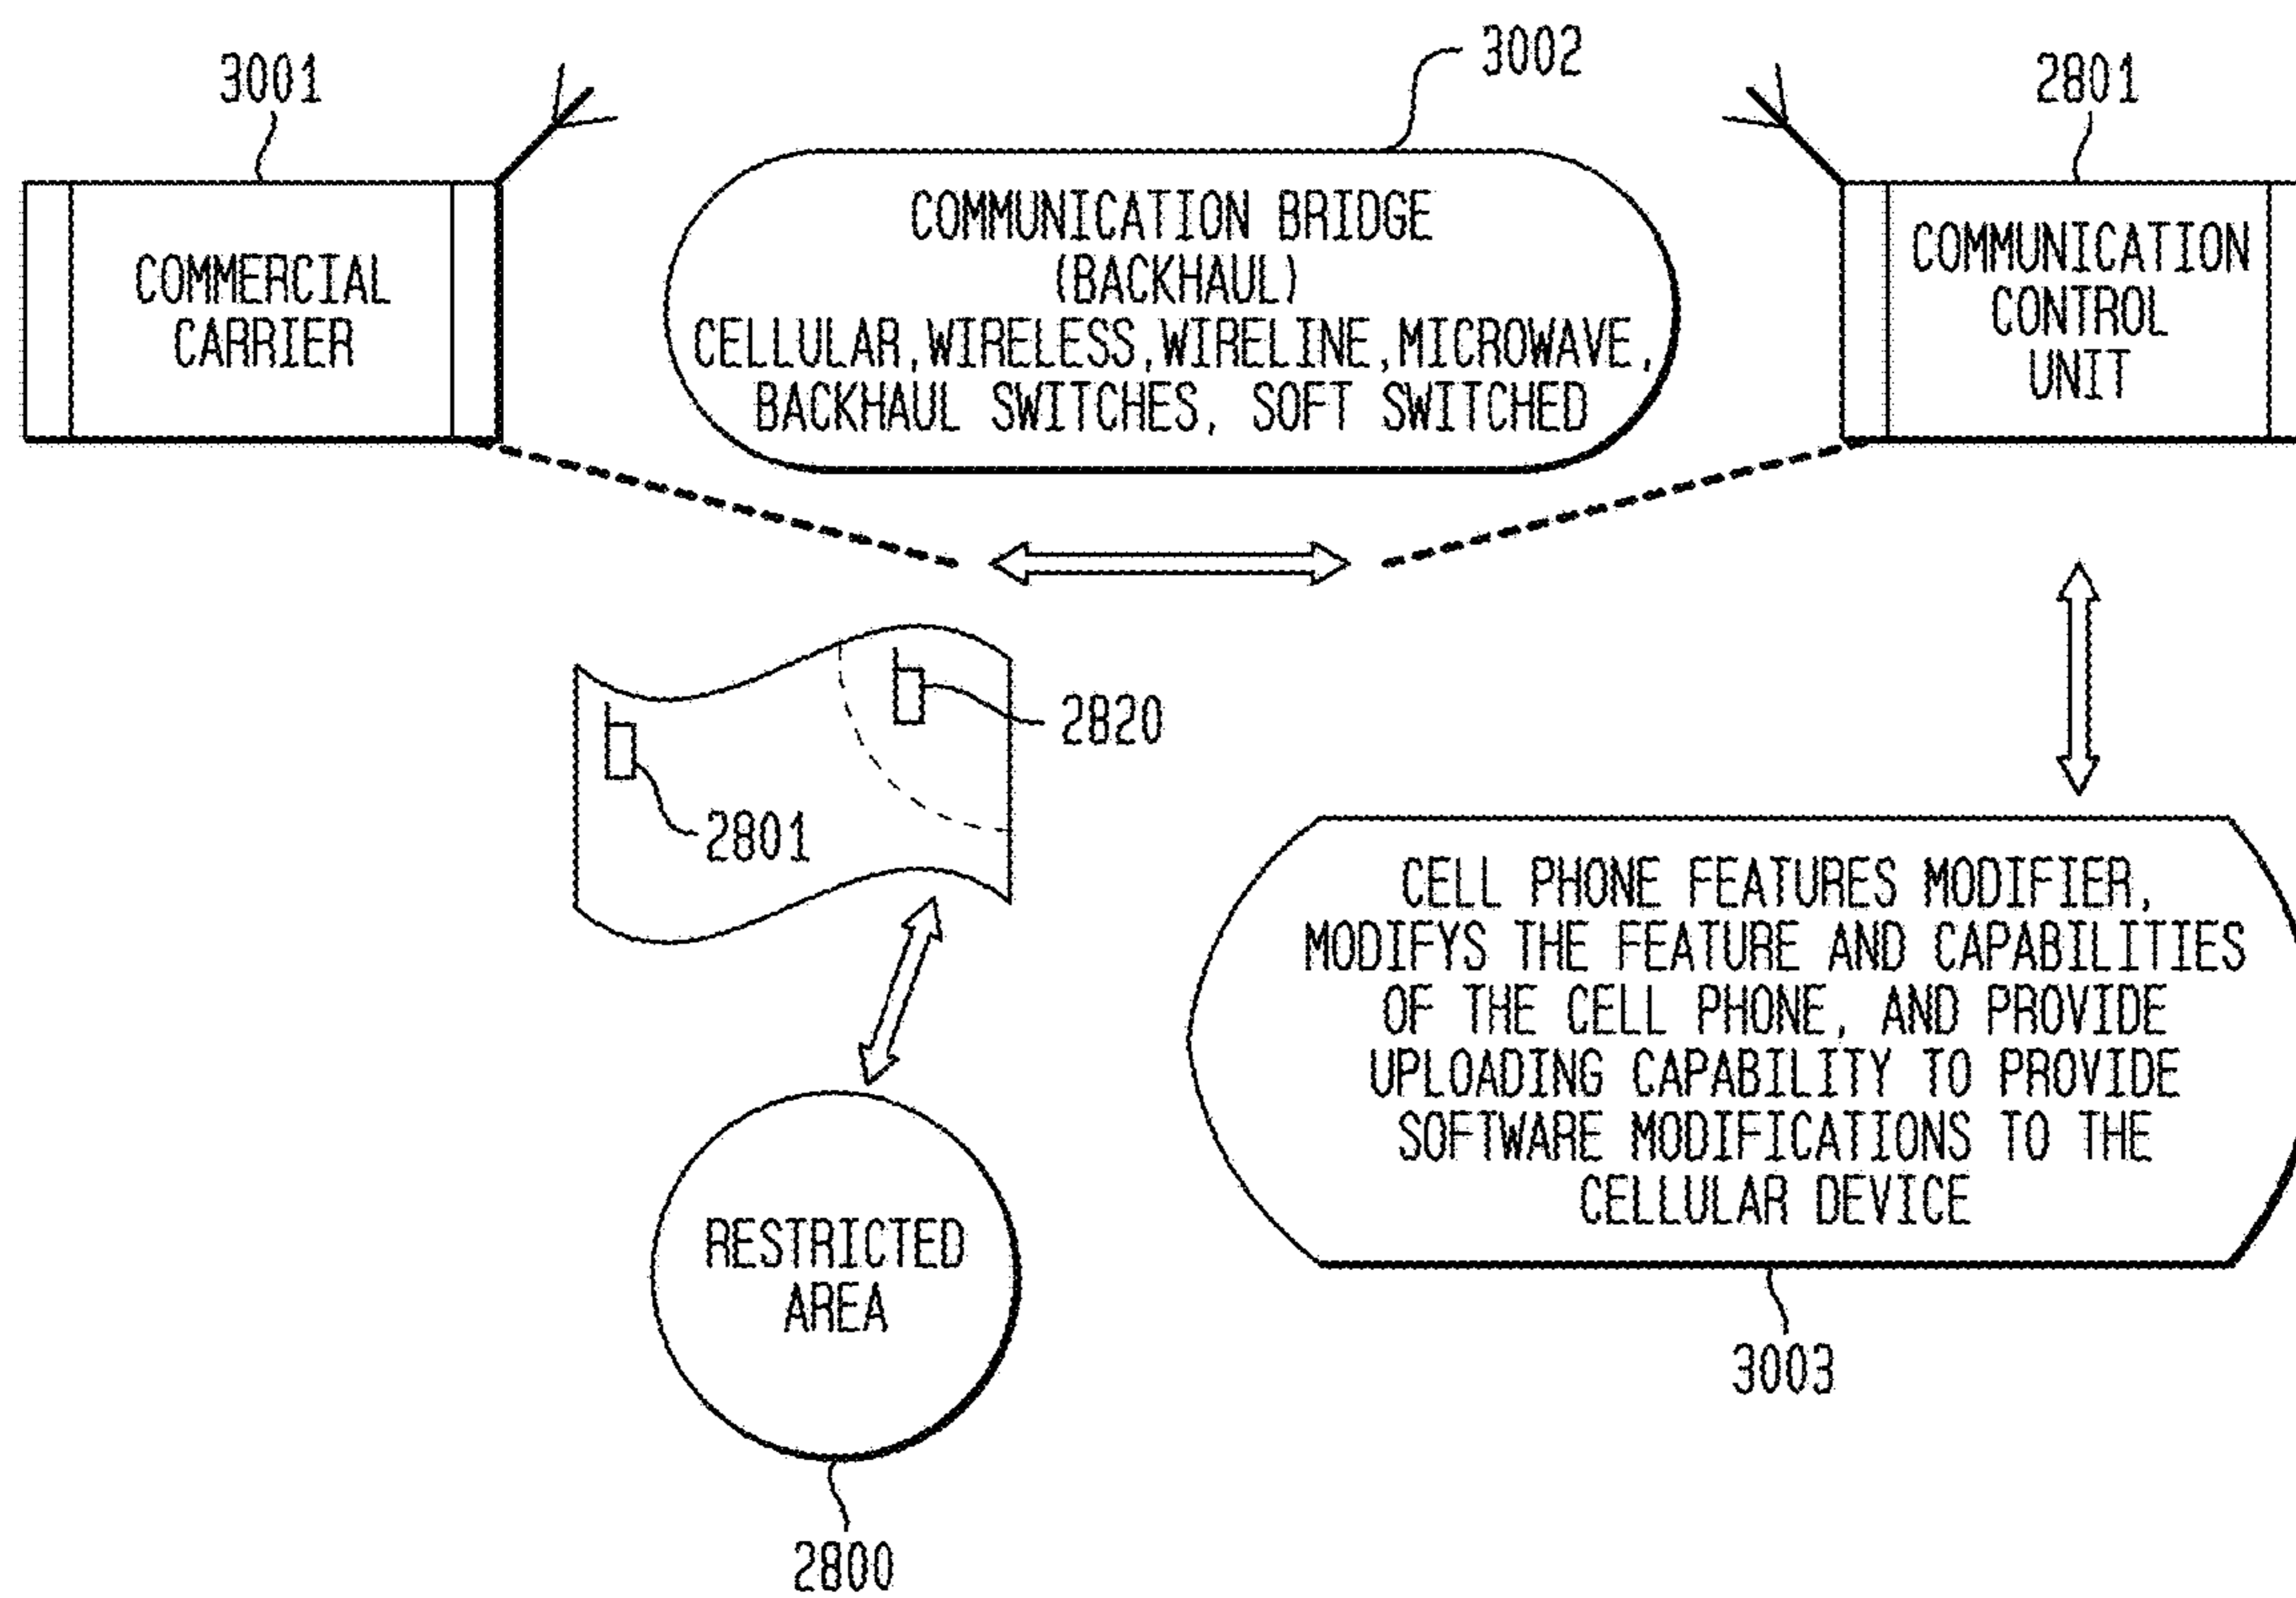 3001
3002
2801
COMMERCIAL
CARRIER
COMMUNICATION BRIDGE
(BACKHAUL)
CELLULAR,WIRELESS,WIRELINE,MICROWAVE,
BACKHAUL SWITCHES, SOFT SWITCHED
COMMUNICATION
CONTROL
UNIT
2820
2801
CELL PHONE FEATURES MODIFIER,
MODIFYS THE FEATURE AND CAPABILITIES
OF THE CELL PHONE, AND PROVIDE
UPLOADING CAPABILITY TO PROVIDE
SOFTWARE MODIFICATIONS TO THE
CELLULAR DEVICE
RESTRICTED
AREA
3003
2800